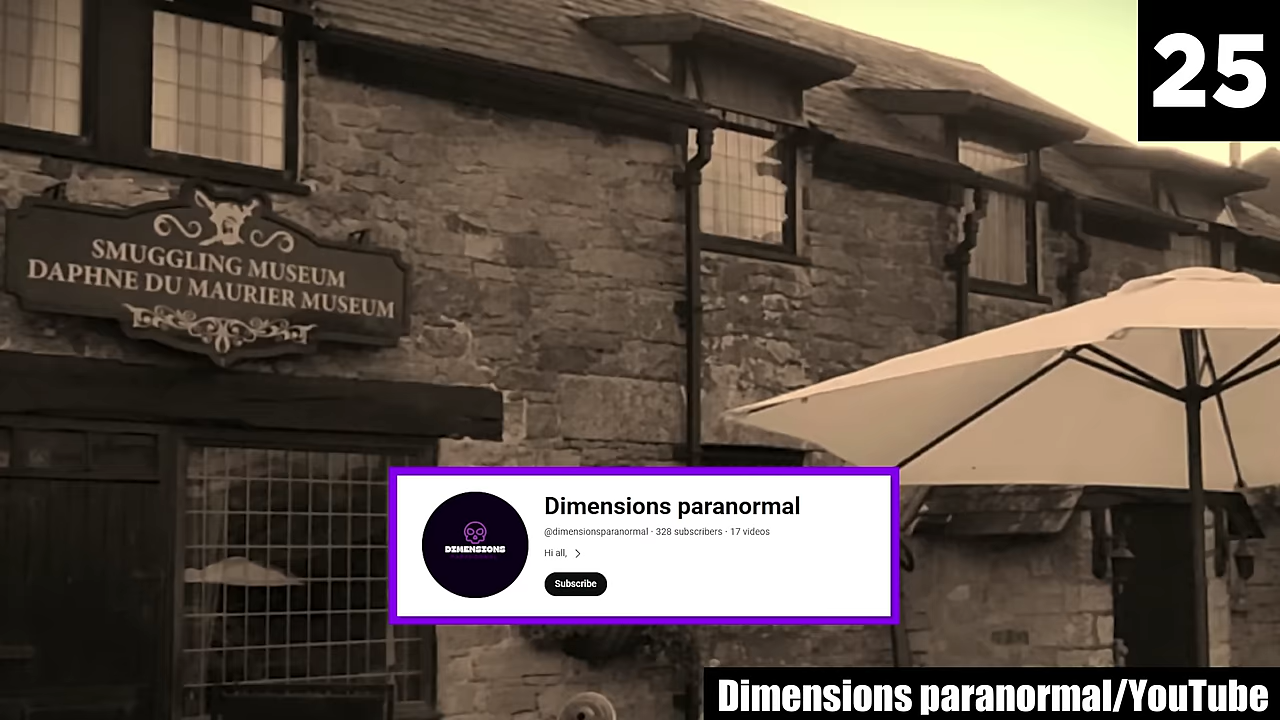 25
SMUGGLING MUSEUM
DAPHNE DU MAURIER MUSEUM
Dimensions paranormal
@dimensionsparanormal · 328 subscribers · 17 videos
DIMENSIONS
Hi all,
Subscribe
Dimensions paranormal/YouTube